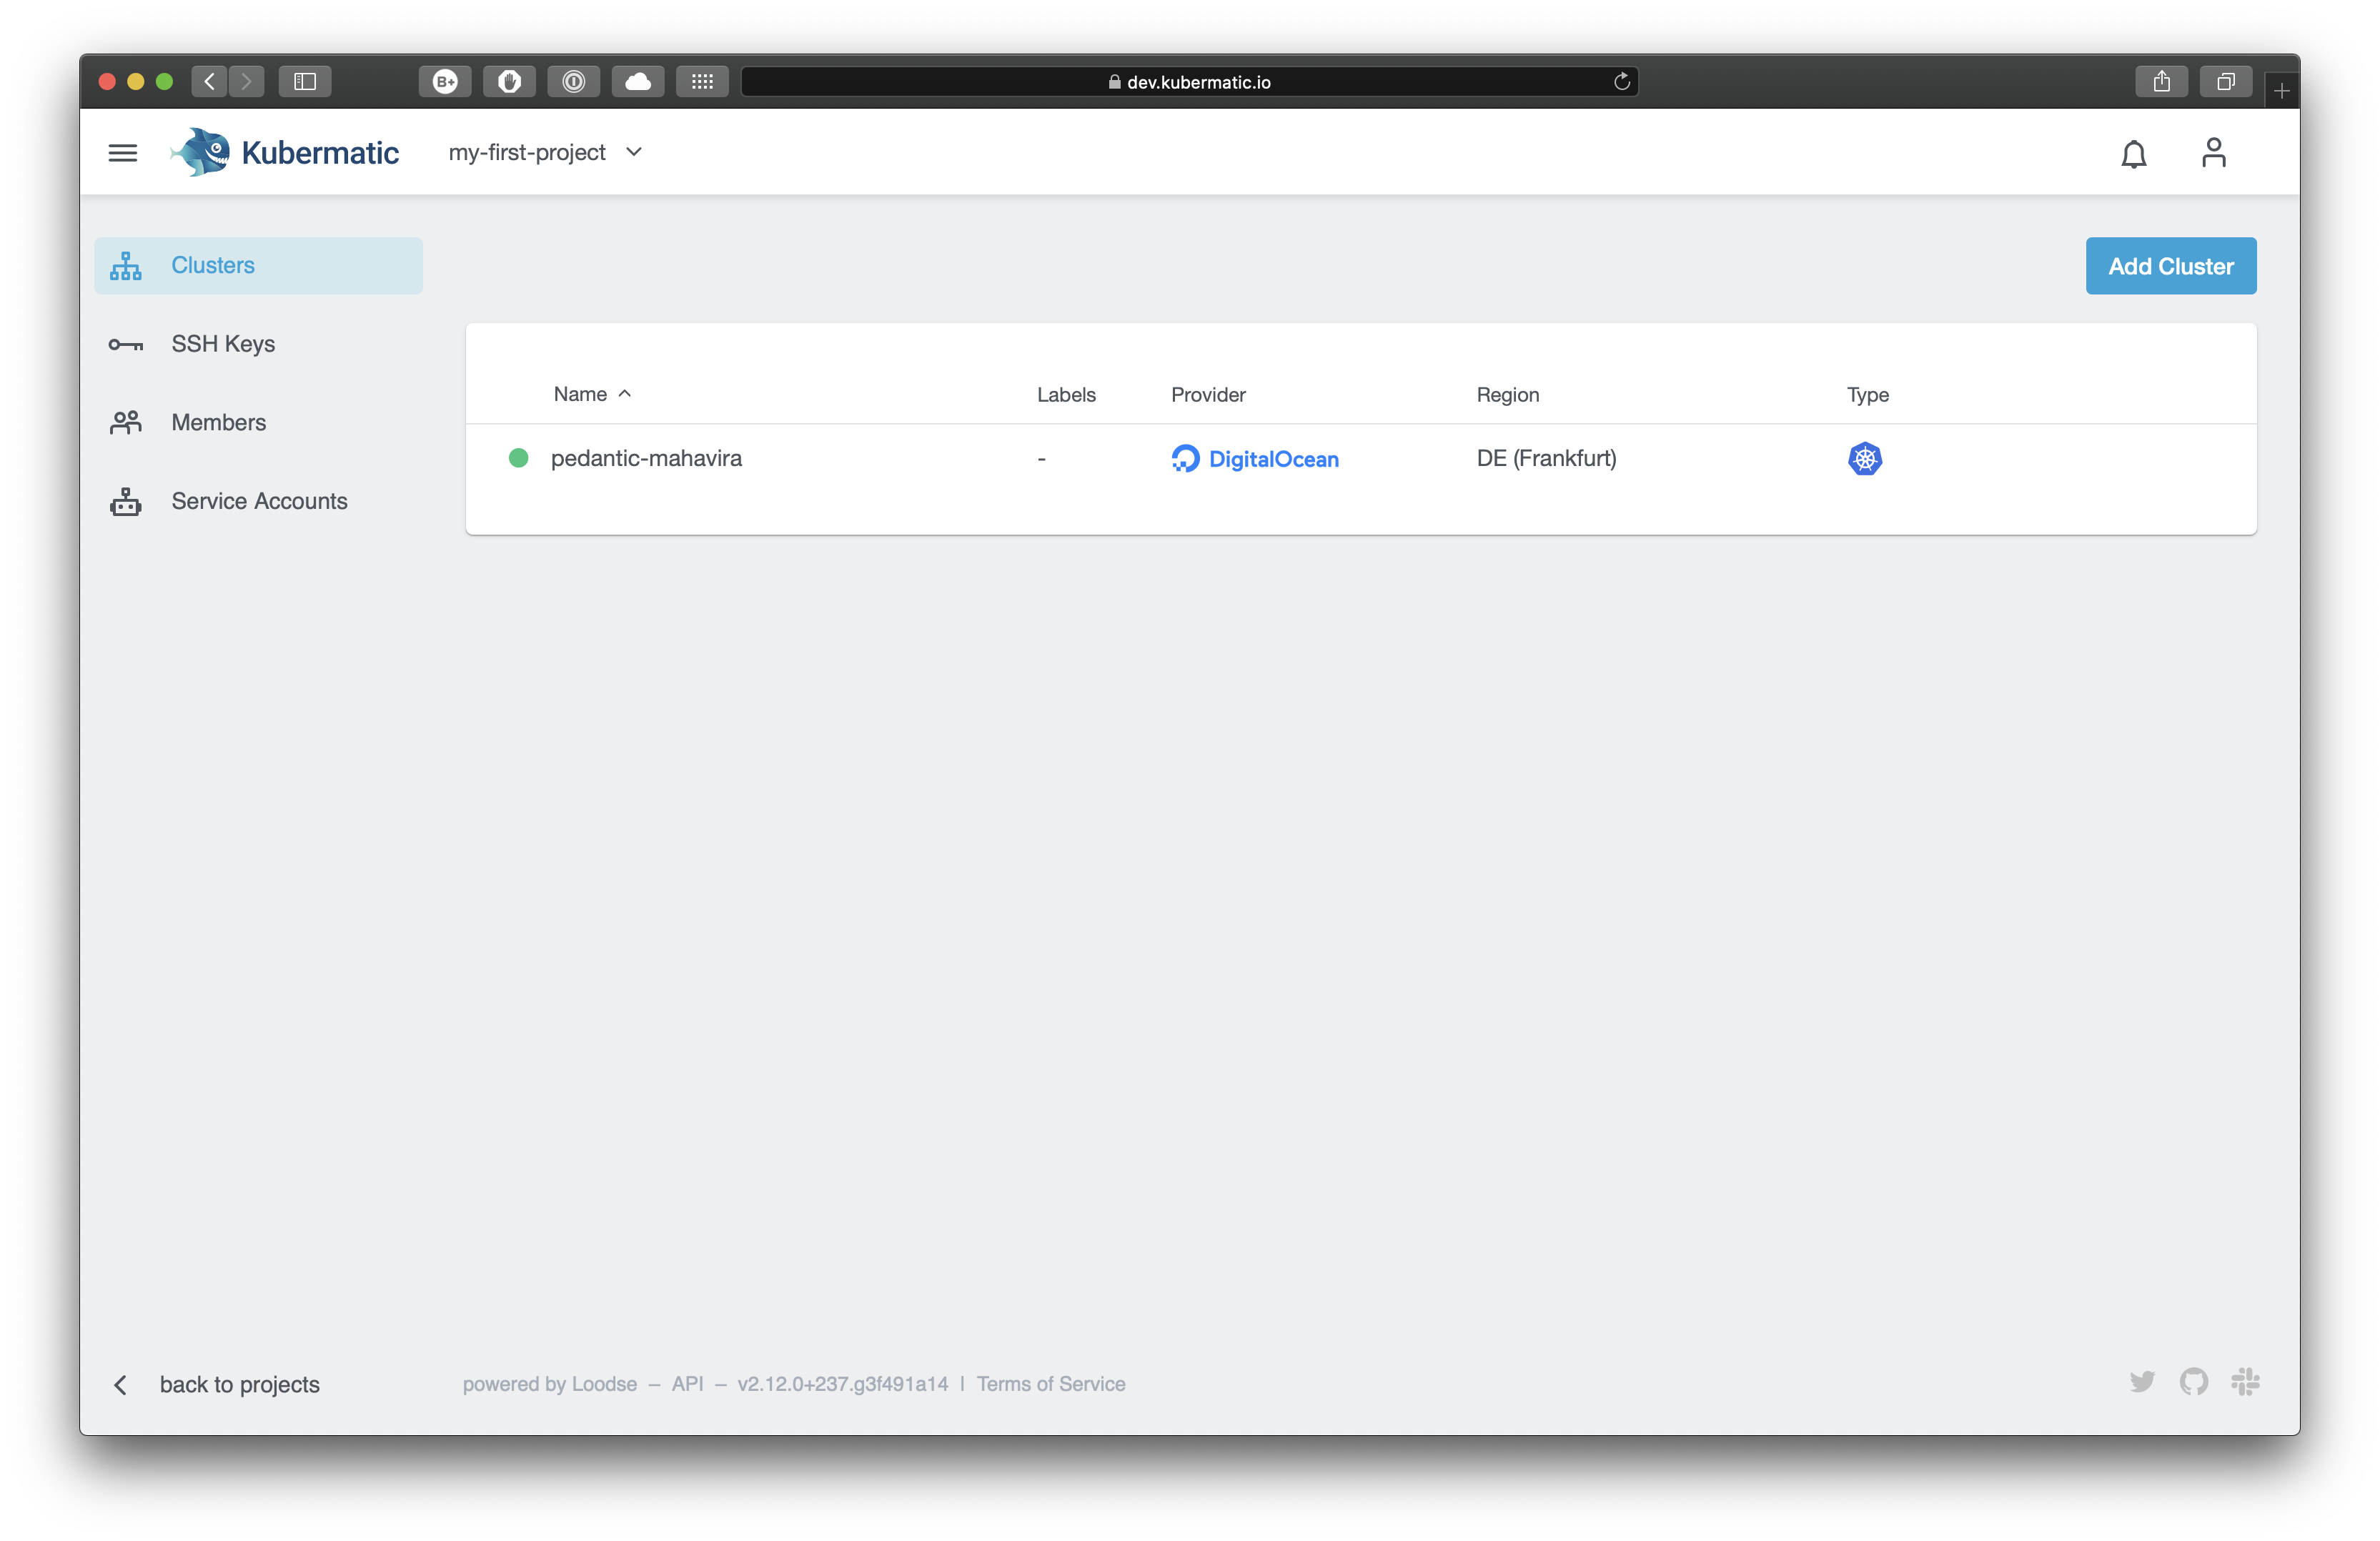 B+
dev.kubermatic.io
Kubermatic my-first-project
Clusters
Add Cluster
SSH Keys
Members
Service Accounts
Name Labels Provider Region Type
pedantic-mahavira - DigitalOcean DE (Frankfurt)
back to projects
powered by Loodse – API – v2.12.0+237.g3f491a14 | Terms of Service